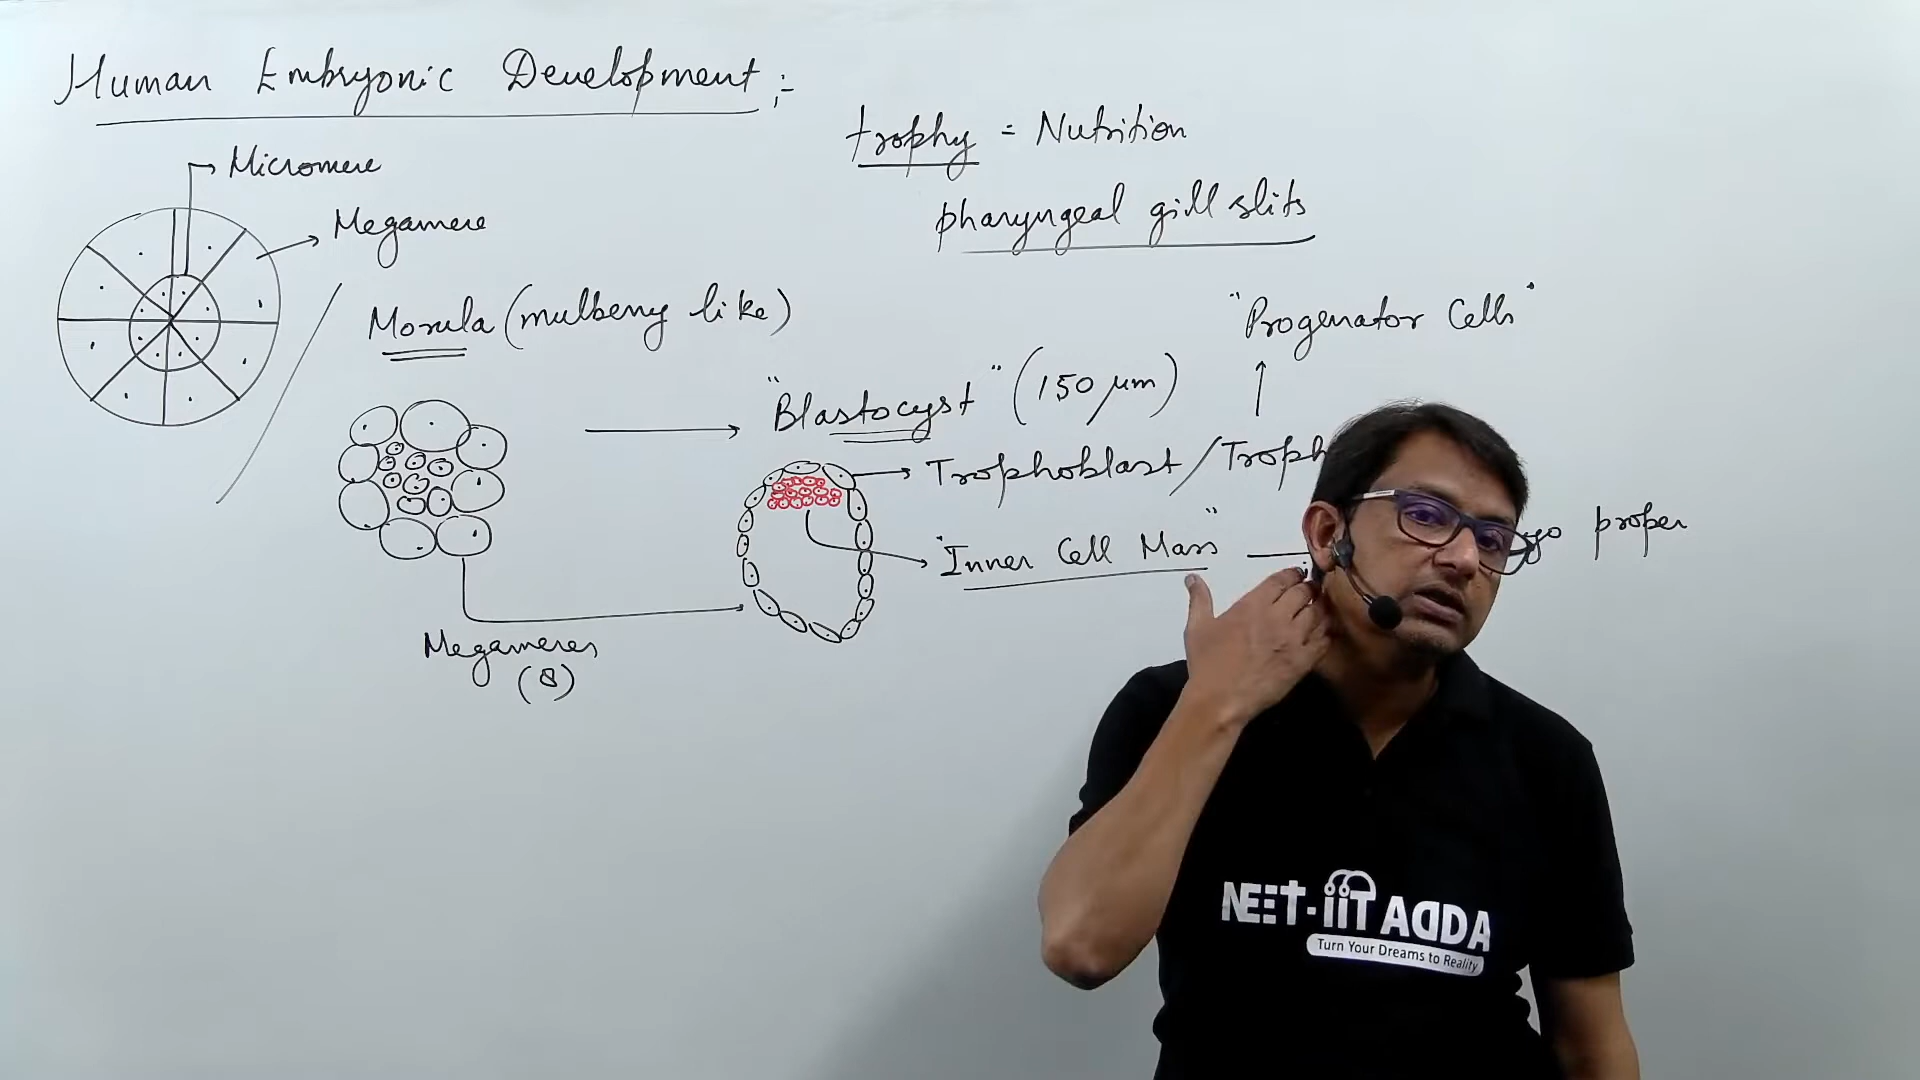 Human Embryonic Development :-
Micromere
Megamere
trophy = Nutrition
pharyngeal gill slits
Morula (mulberry like)
"Progenator Cells"
"Blastocyst" (150 µm)
Trophoblast / Troph
"Inner Cell Mass"
proper
Megameres
(8)
NEET-IIT ADDA
Turn Your Dreams to Reality